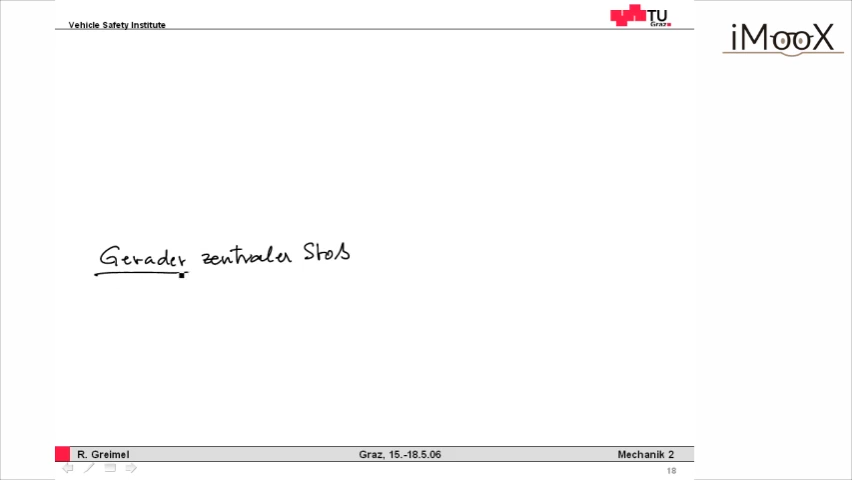 Vehicle Safety Institute
TU
Graz
iMooX
Gerader zentraler Stoß
R. Greimel
Graz, 15.-18.5.06
Mechanik 2
18